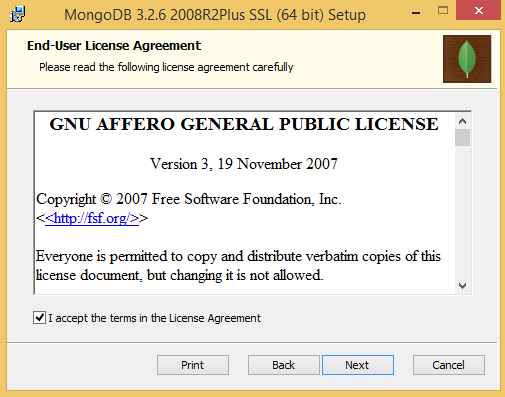 MongoDB 3.2.6 2008R2Plus SSL (64 bit) Setup
End-User License Agreement
Please read the following license agreement carefully
GNU AFFERO GENERAL PUBLIC LICENSE
Version 3, 19 November 2007
Copyright © 2007 Free Software Foundation, Inc.
<<http://fsf.org/>>
Everyone is permitted to copy and distribute verbatim copies of this
license document, but changing it is not allowed.
I accept the terms in the License Agreement
Print Back Next Cancel